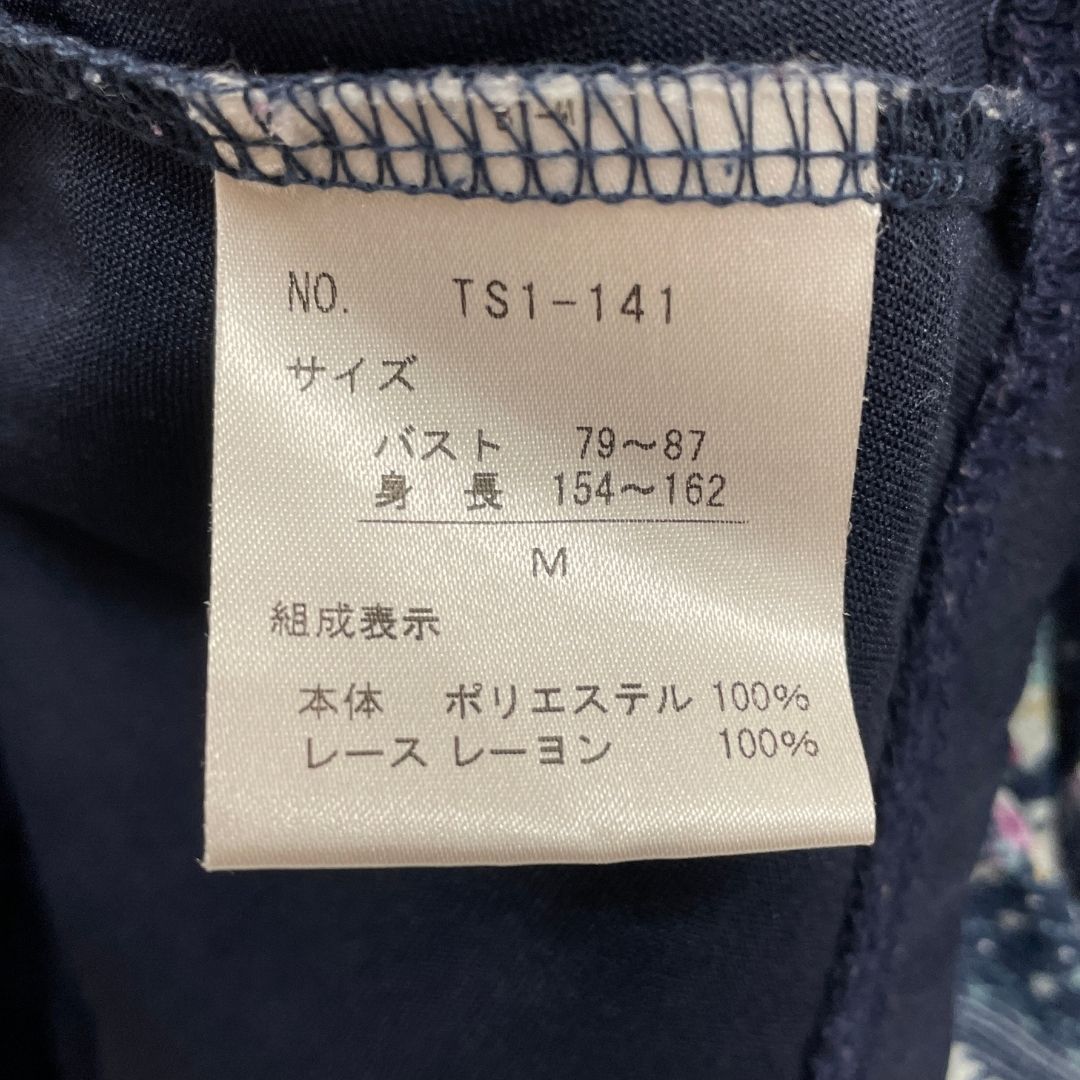 NO. TS1-141
サイズ
バスト 79～87
身 長 154～162
M
組成表示
本体 ポリエステル 100%
レース レーヨン 100%